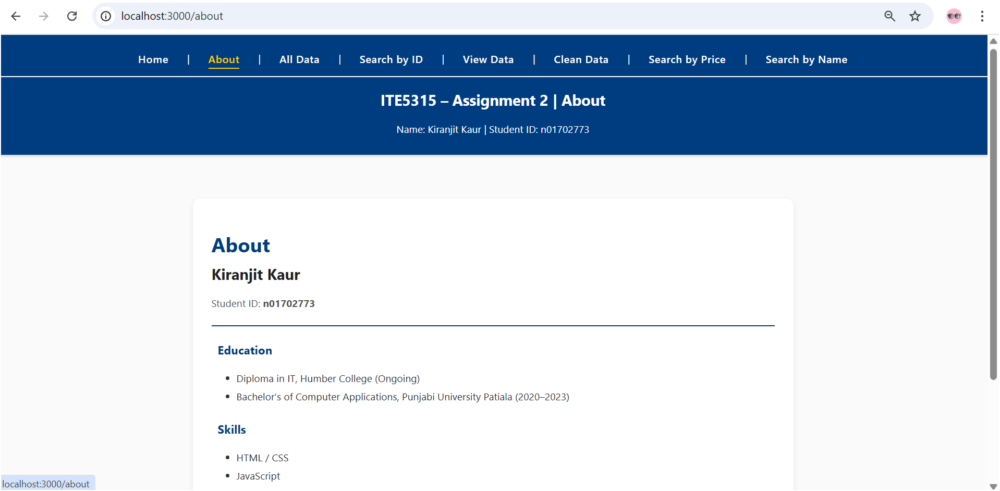 localhost:3000/about
Home | About | All Data | Search by ID | View Data | Clean Data | Search by Price | Search by Name
ITE5315 – Assignment 2 | About
Name: Kiranjit Kaur | Student ID: n01702773
About
Kiranjit Kaur
Student ID: n01702773
Education
• Diploma in IT, Humber College (Ongoing)
• Bachelor’s of Computer Applications, Punjabi University Patiala (2020–2023)
Skills
• HTML / CSS
• JavaScript
localhost:3000/about